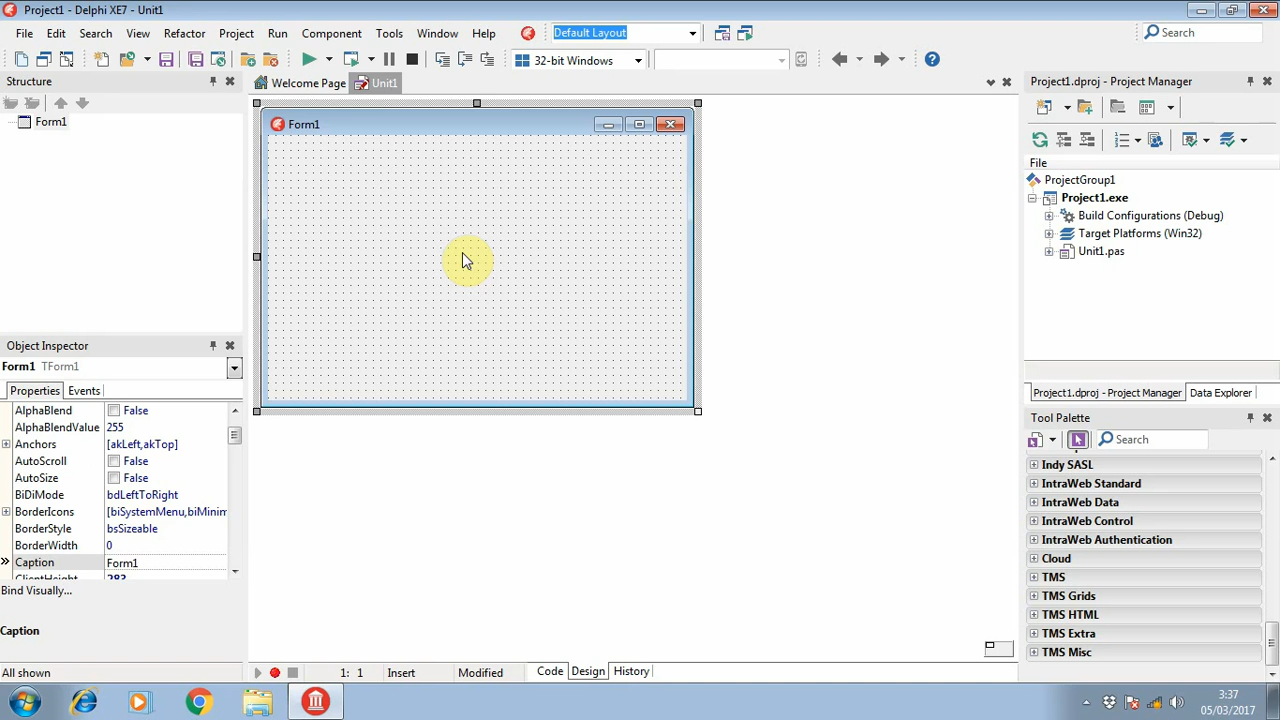 Project1 - Delphi XE7 - Unit1
File Edit Search View Refactor Project Run Component Tools Window Help
Default Layout
Search
32-bit Windows
Structure
Welcome Page
Unit1
Project1.dproj - Project Manager
Form1
Form1
File
ProjectGroup1
Project1.exe
Build Configurations (Debug)
Target Platforms (Win32)
Unit1.pas
Object Inspector
Form1 TForm1
Properties Events
AlphaBlend False
AlphaBlendValue 255
Anchors [akLeft,akTop]
AutoScroll False
AutoSize False
BiDiMode bdLeftToRight
BorderIcons [biSystemMenu,biMinim
BorderStyle bsSizeable
BorderWidth 0
Caption Form1
ClientHeight 283
Bind Visually...
Caption
All shown
Project1.dproj - Project Manager Data Explorer
Tool Palette
Search
Indy SASL
IntraWeb Standard
IntraWeb Data
IntraWeb Control
IntraWeb Authentication
Cloud
TMS
TMS Grids
TMS HTML
TMS Extra
TMS Misc
1: 1 Insert Modified Code Design History
3:37
05/03/2017